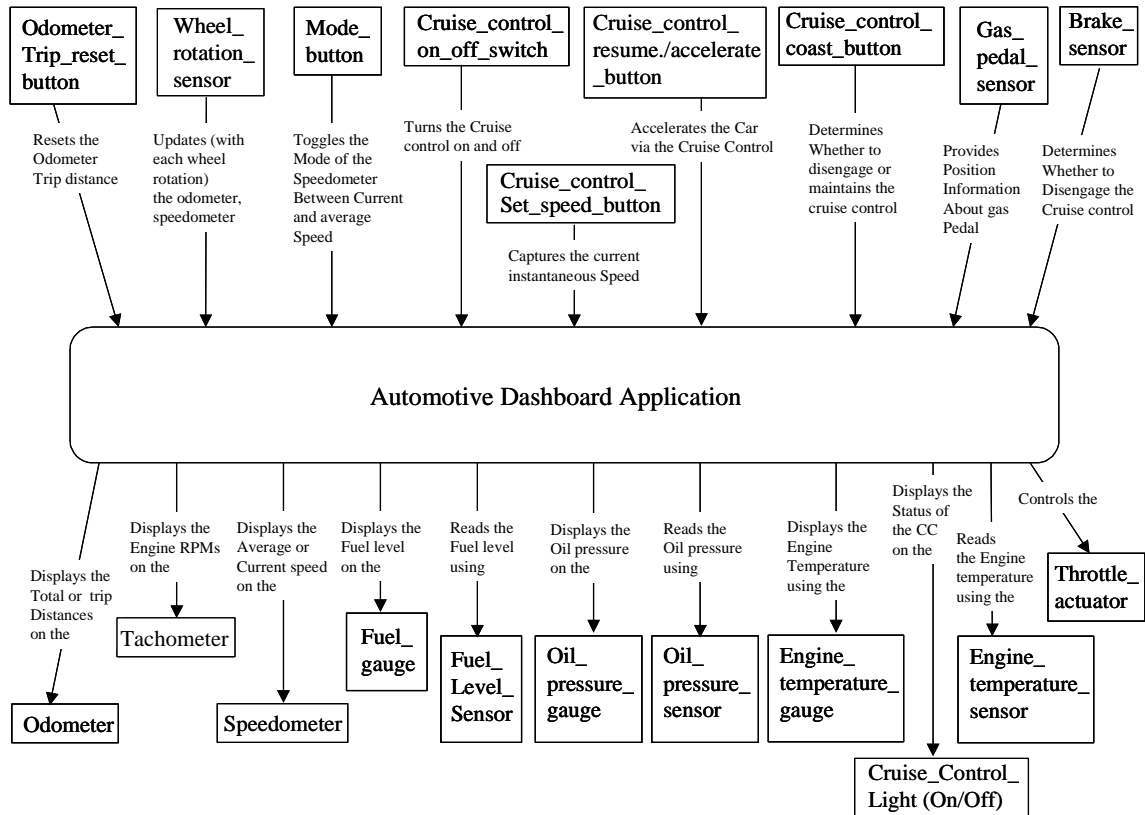 Odometer_
Trip_reset_
button
Wheel_
rotation_
sensor
Mode_
button
Cruise_control_
on_off_switch
Cruise_control_
resume./accelerate
_button
Cruise_control_
coast_button
Gas_
pedal_
sensor
Brake_
sensor
Resets the
Odometer
Trip distance
Updates (with
each wheel
rotation)
the odometer,
speedometer
Toggles the
Mode of the
Speedometer
Between Current
and average
Speed
Turns the Cruise
control on and off
Cruise_control_
Set_speed_button
Captures the current
instantaneous Speed
Accelerates the Car
via the Cruise Control
Determines
Whether to
disengage or
maintains the
cruise control
Provides
Position
Information
About gas
Pedal
Determines
Whether to
Disengage the
Cruise control
Automotive Dashboard Application
Displays the
Total or trip
Distances
on the
Odometer
Displays the
Engine RPMs
on the
Tachometer
Displays the
Average or
Current speed
on the
Speedometer
Displays the
Fuel level
on the
Fuel_
gauge
Reads the
Fuel level
using
Fuel_
Level_
Sensor
Displays the
Oil pressure
on the
Oil_
pressure_
gauge
Reads the
Oil pressure
using
Oil_
pressure_
sensor
Displays the
Engine
Temperature
using the
Engine_
temperature_
gauge
Displays the
Status of
the CC
on the
Cruise_Control_
Light (On/Off)
Reads
the Engine
temperature
using the
Engine_
temperature_
sensor
Controls the
Throttle_
actuator